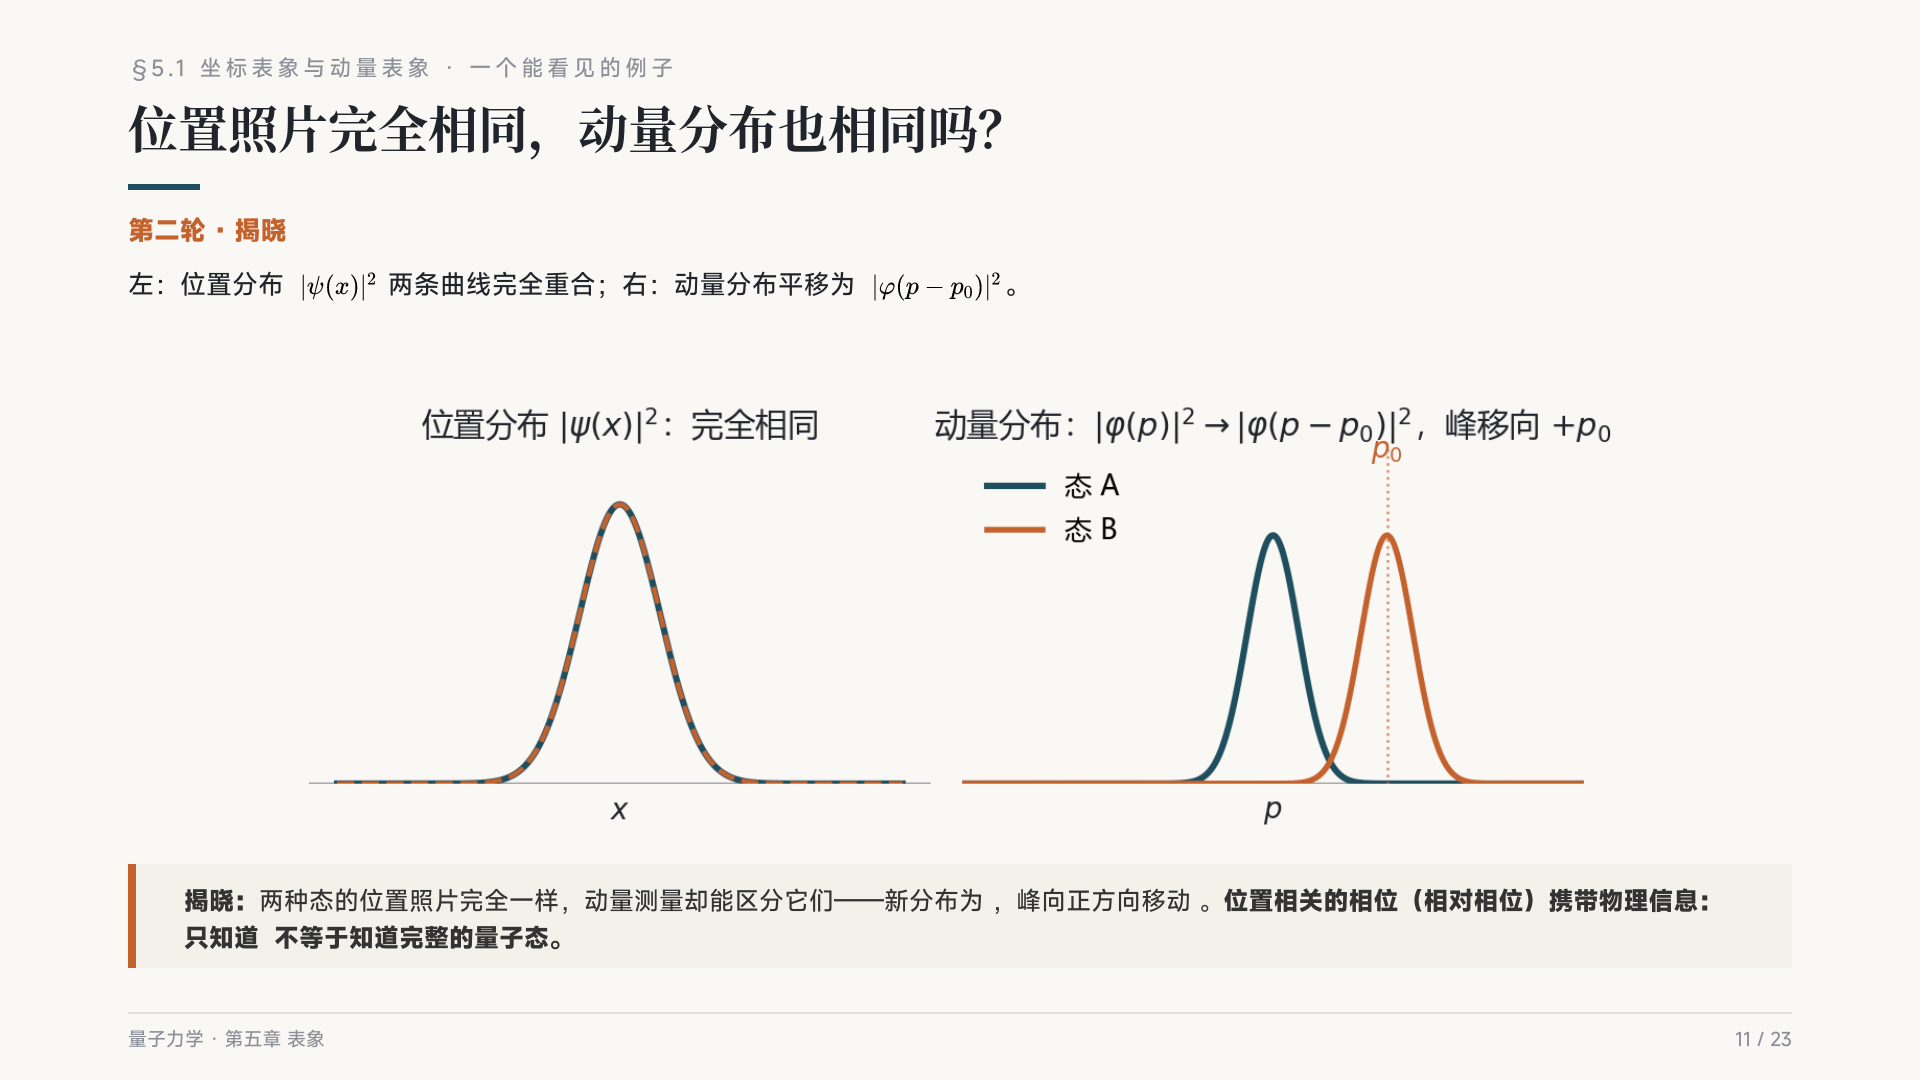 §5.1 坐标表象与动量表象 · 一个能看见的例子
位置照片完全相同，动量分布也相同吗？
第二轮 · 揭晓
左：位置分布 |ψ(x)|² 两条曲线完全重合；右：动量分布平移为 |φ(p − p₀)|² 。
位置分布 |ψ(x)|²：完全相同
动量分布：|φ(p)|² → |φ(p − p₀)|²，峰移向 +p₀
p₀
态 A
态 B
x
p
揭晓：两种态的位置照片完全一样，动量测量却能区分它们——新分布为 ，峰向正方向移动 。位置相关的相位（相对相位）携带物理信息：
只知道 不等于知道完整的量子态。
量子力学 · 第五章 表象
11 / 23